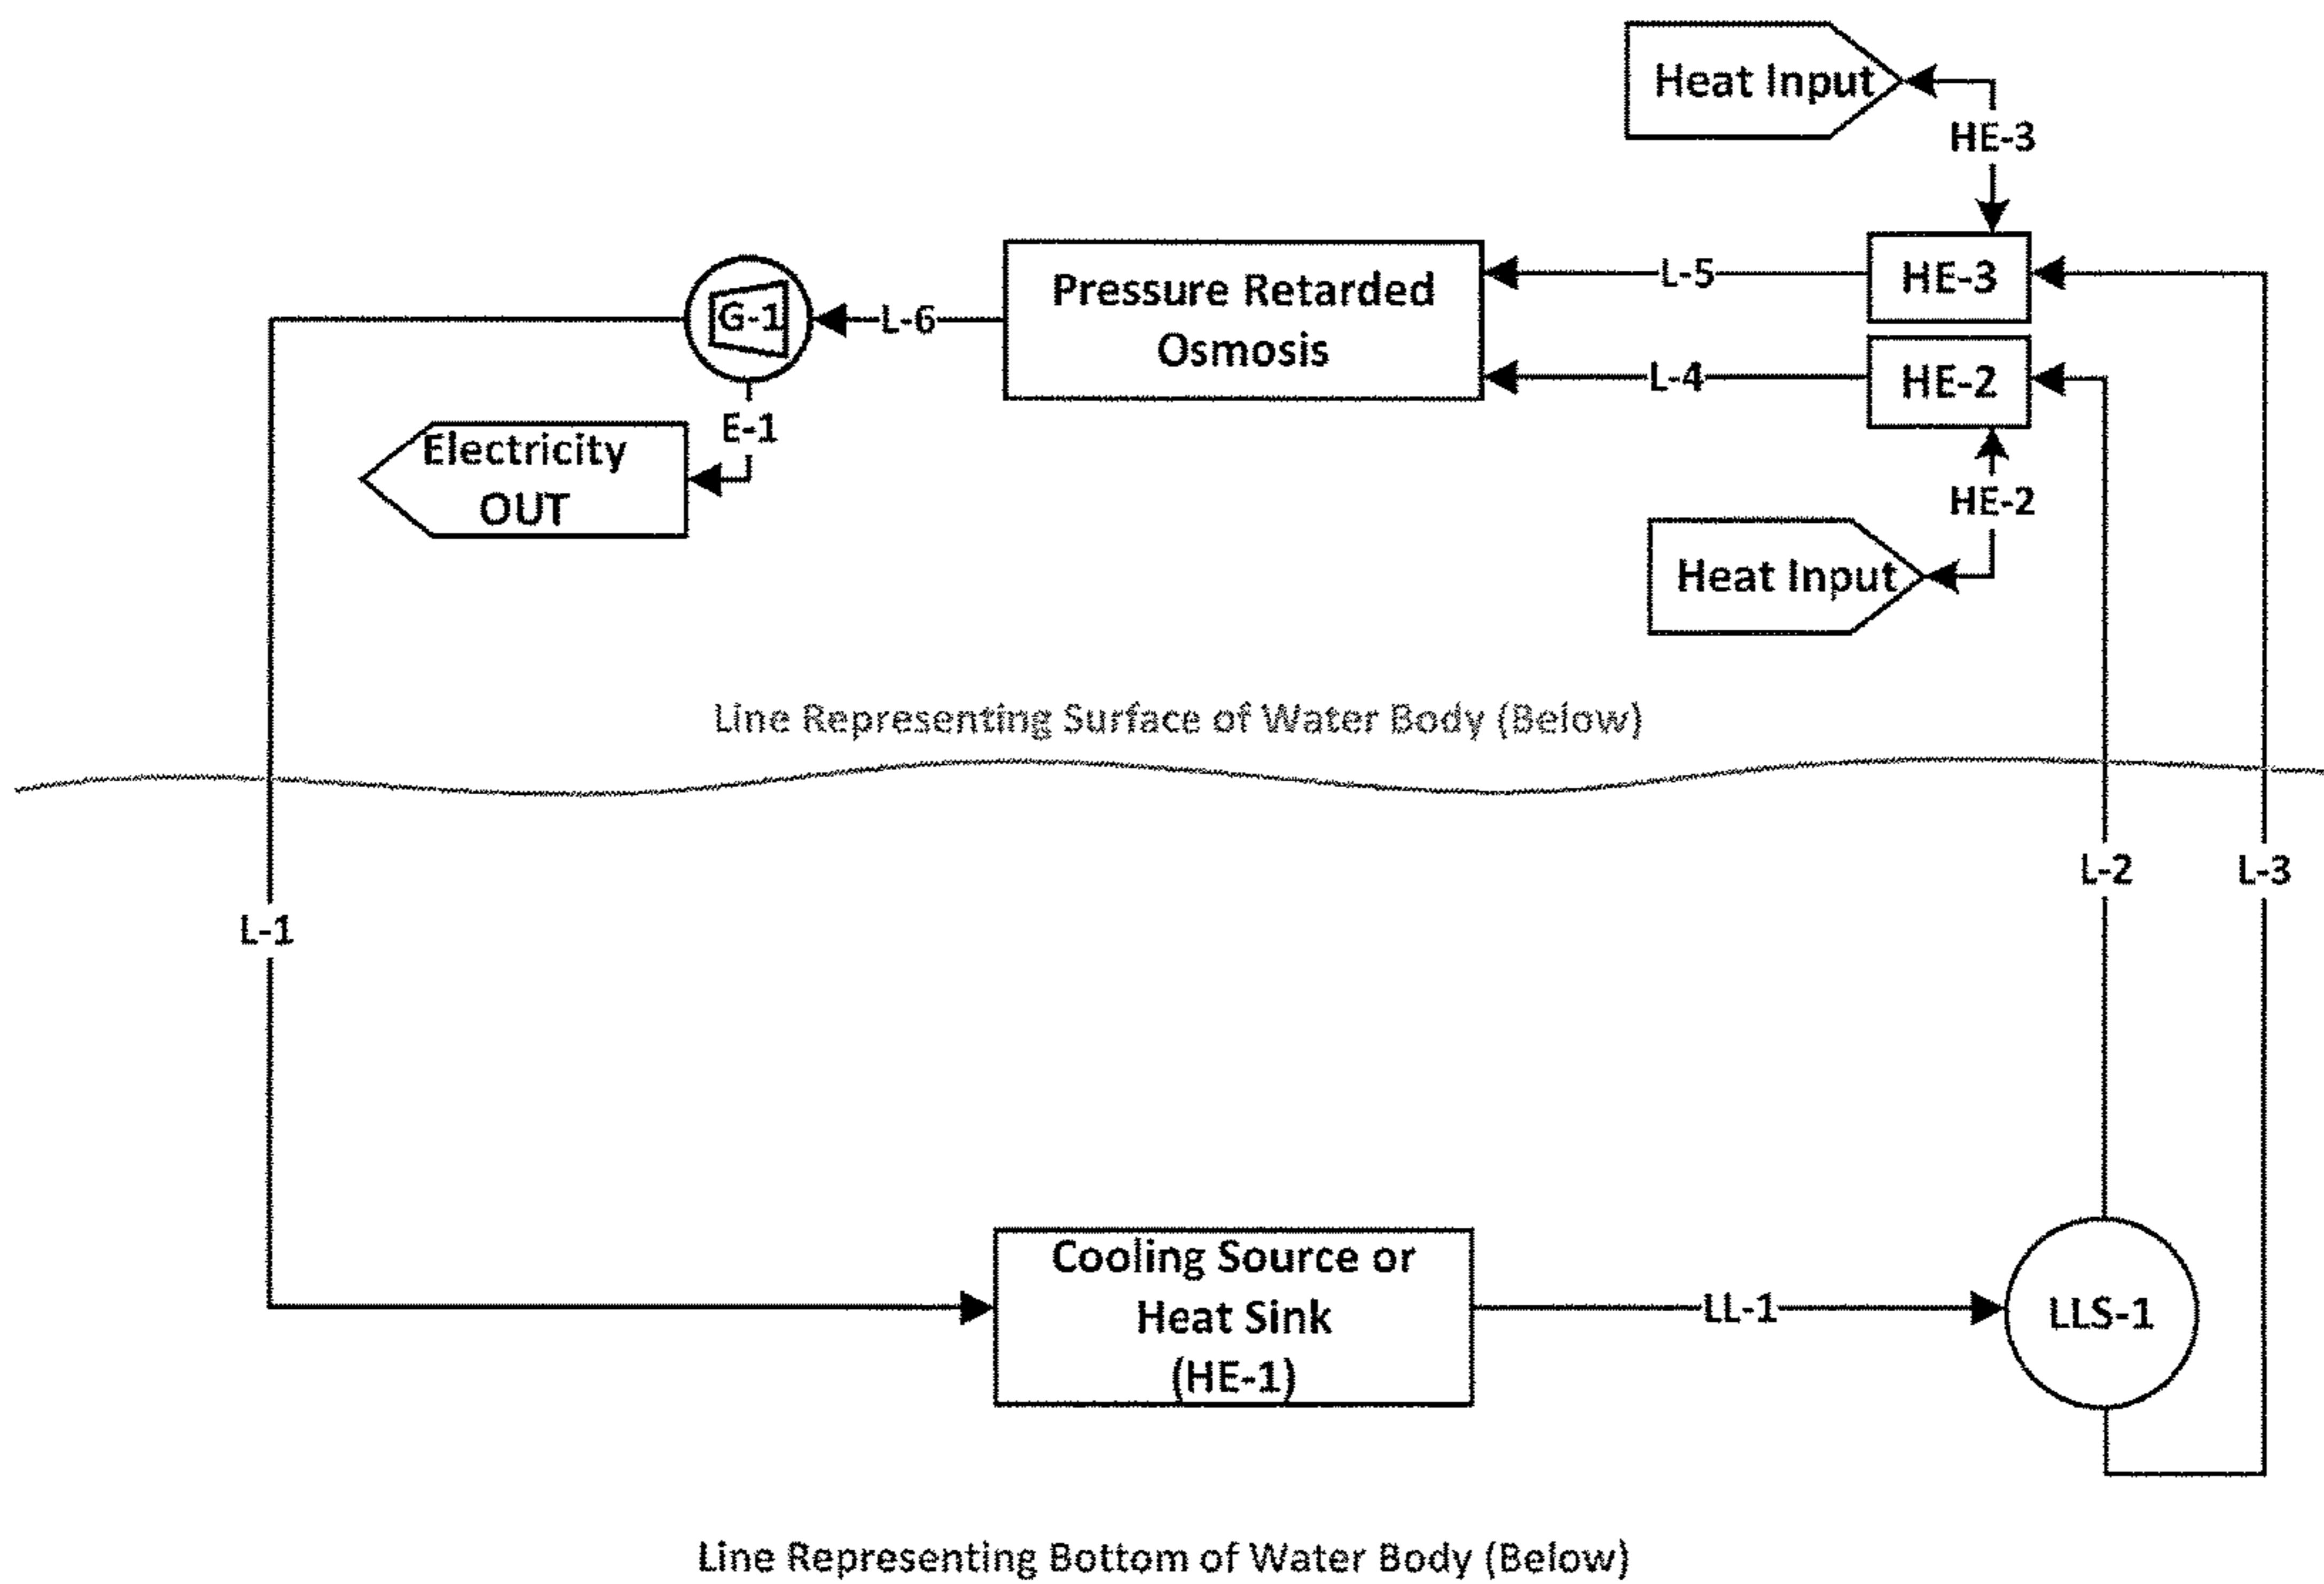 Heat Input
HE-3
Pressure Retarded
Osmosis
L-5
HE-3
G-1
L-6
L-4
HE-2
E-1
Electricity
OUT
HE-2
Heat Input
Line Representing Surface of Water Body (Below)
L-2
L-3
L-1
Cooling Source or
Heat Sink
(HE-1)
LL-1
LLS-1
Line Representing Bottom of Water Body (Below)